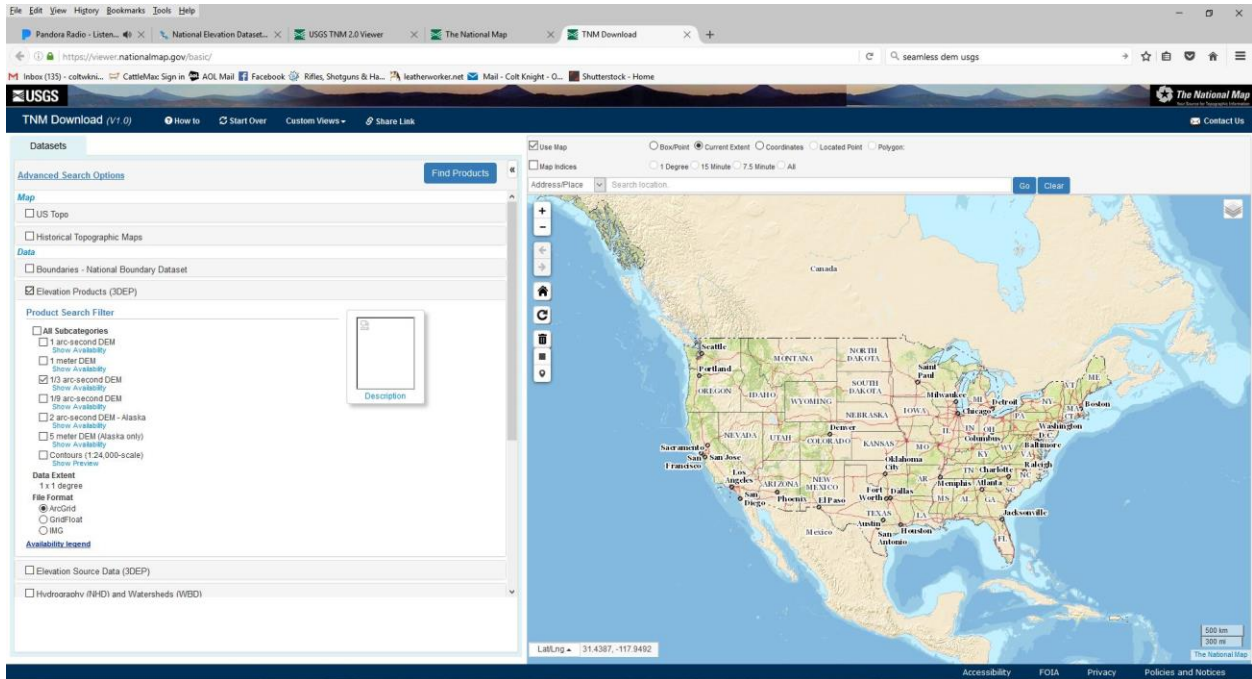 File Edit View History Bookmarks Tools Help
Pandora Radio - Listen... National Elevation Dataset... USGS TNM 2.0 Viewer The National Map TNM Download
https://viewer.nationalmap.gov/basic/ seamless dem usgs
Inbox (135) - coltwkni... CattleMax: Sign in AOL Mail Facebook Rifles, Shotguns & Ha... leatherworker.net Mail - Colt Knight - O... Shutterstock - Home
USGS The National Map
TNM Download (V1.0) How to Start Over Custom Views Share Link Contact Us
Datasets
Advanced Search Options Find Products
Map
US Topo
Historical Topographic Maps
Data
Boundaries - National Boundary Dataset
Elevation Products (3DEP)
Product Search Filter
All Subcategories
1 arc-second DEM
Show Availability
1 meter DEM
Show Availability
1/3 arc-second DEM
Show Availability
1/9 arc-second DEM
Show Availability
2 arc-second DEM - Alaska
Show Availability
5 meter DEM (Alaska only)
Show Availability
Contours (1:24,000-scale)
Show Preview
Description
Data Extent
1 x 1 degree
File Format
ArcGrid
GridFloat
IMG
Availability legend
Elevation Source Data (3DEP)
Hydrography (NHD) and Watersheds (WBD)
Use Map Box/Point Current Extent Coordinates Located Point Polygon:
Map Indices 1 Degree 15 Minute 7.5 Minute All
Address/Place Search location. Go Clear
Canada
Seattle
MONTANA
NORTH
DAKOTA
Portland
Saint
Paul
ME
OREGON
IDAHO
SOUTH
DAKOTA
VT
WYOMING
Milwaukee
MI
Detroit
NY
MA
Boston
NEBRASKA
IOWA
Chicago
PA
CT
NEVADA
UTAH
Denver
COLORADO
KANSAS
MO
IL
IN
OH
Columbus
WV
Washington
D.C.
Baltimore
Sacramento
San
Francisco
San Jose
KY
VA
Oklahoma
City
TN
Charlotte
Raleigh
NC
Los
Angeles
ARIZONA
NEW
MEXICO
AR
Memphis
Atlanta
SC
San
Diego
Phoenix
El Paso
Fort
Worth
Dallas
MS
AL
GA
TEXAS
LA
Jacksonville
Austin
Houston
San
Antonio
FL
Mexico
500 km
300 mi
The National Map
Lat/Lng 31.4387, -117.9492
Accessibility FOIA Privacy Policies and Notices